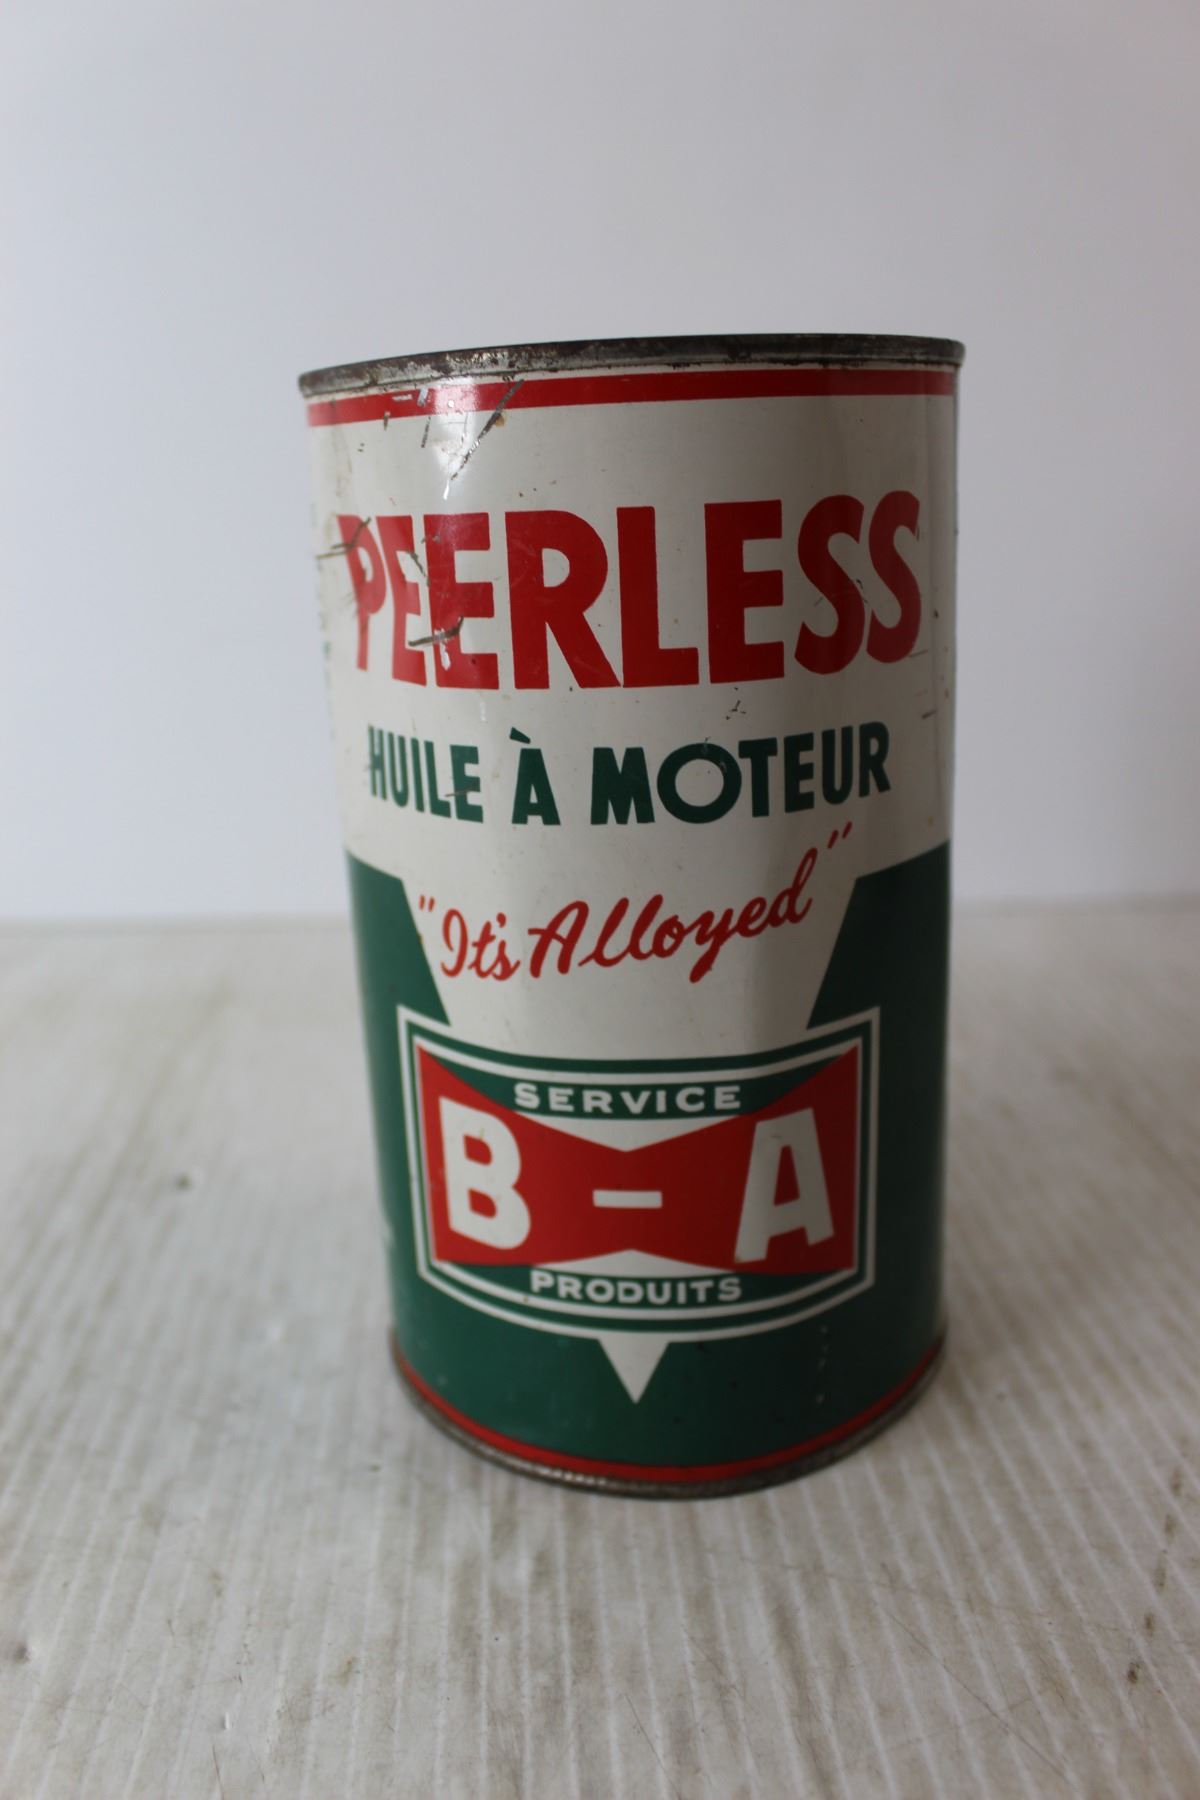 PEERLESS
HUILE À MOTEUR
"It's Alloyed"
SERVICE
B-A
PRODUITS